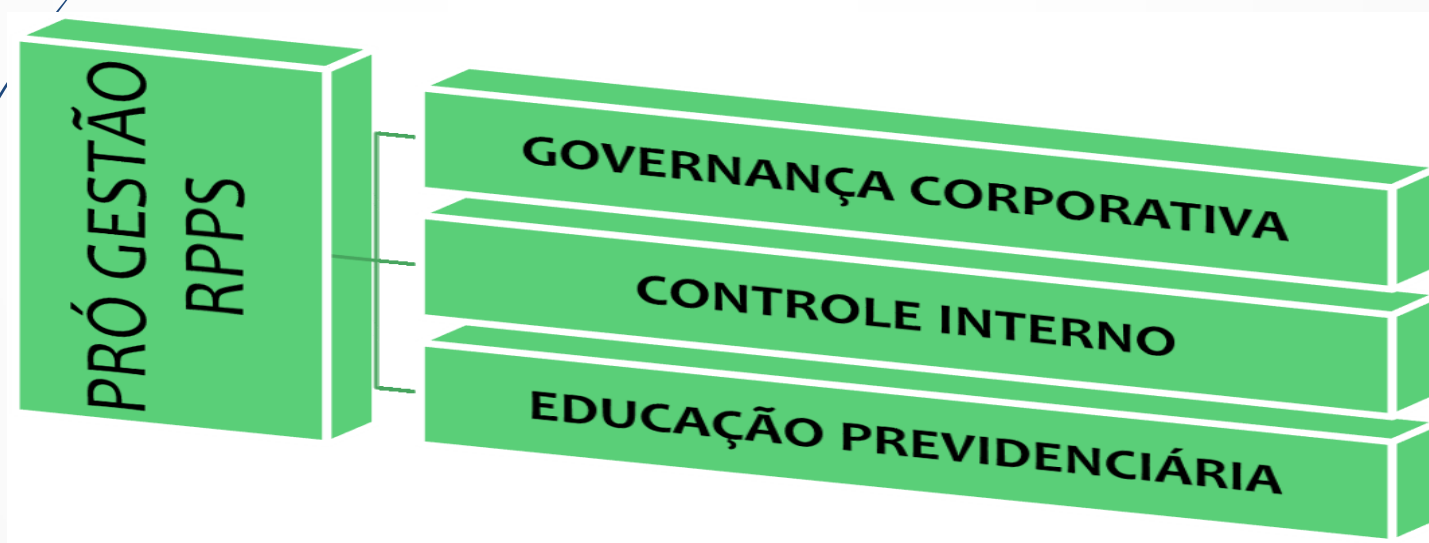 PRÓ GESTÃO
RPPS
GOVERNANÇA CORPORATIVA
CONTROLE INTERNO
EDUCAÇÃO PREVIDENCIÁRIA